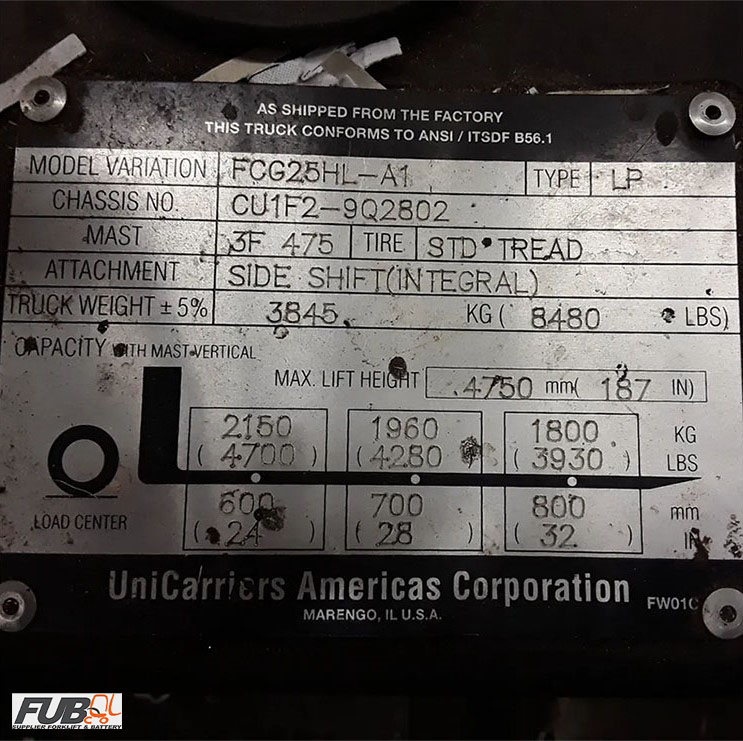 AS SHIPPED FROM THE FACTORY
THIS TRUCK CONFORMS TO ANSI / ITSDF B56.1
MODEL VARIATION FCG25HL-A1 TYPE LP
CHASSIS NO. CU1F2-9Q2802
MAST 3F 475 TIRE STD TREAD
ATTACHMENT SIDE SHIFT(INTEGRAL)
TRUCK WEIGHT ± 5% 3845 KG ( 8480 LBS)
CAPACITY WITH MAST VERTICAL
MAX. LIFT HEIGHT 4750 mm( 187 IN)
2150 1960 1800 KG
( 4700 ) ( 4280 ) ( 3930 ) LBS
600 700 800 mm
LOAD CENTER ( 24 ) ( 28 ) ( 32 ) IN
UniCarriers Americas Corporation FW01C
MARENGO, IL U.S.A.
FUB
SUPPLIER FORKLIFT & BATTERY